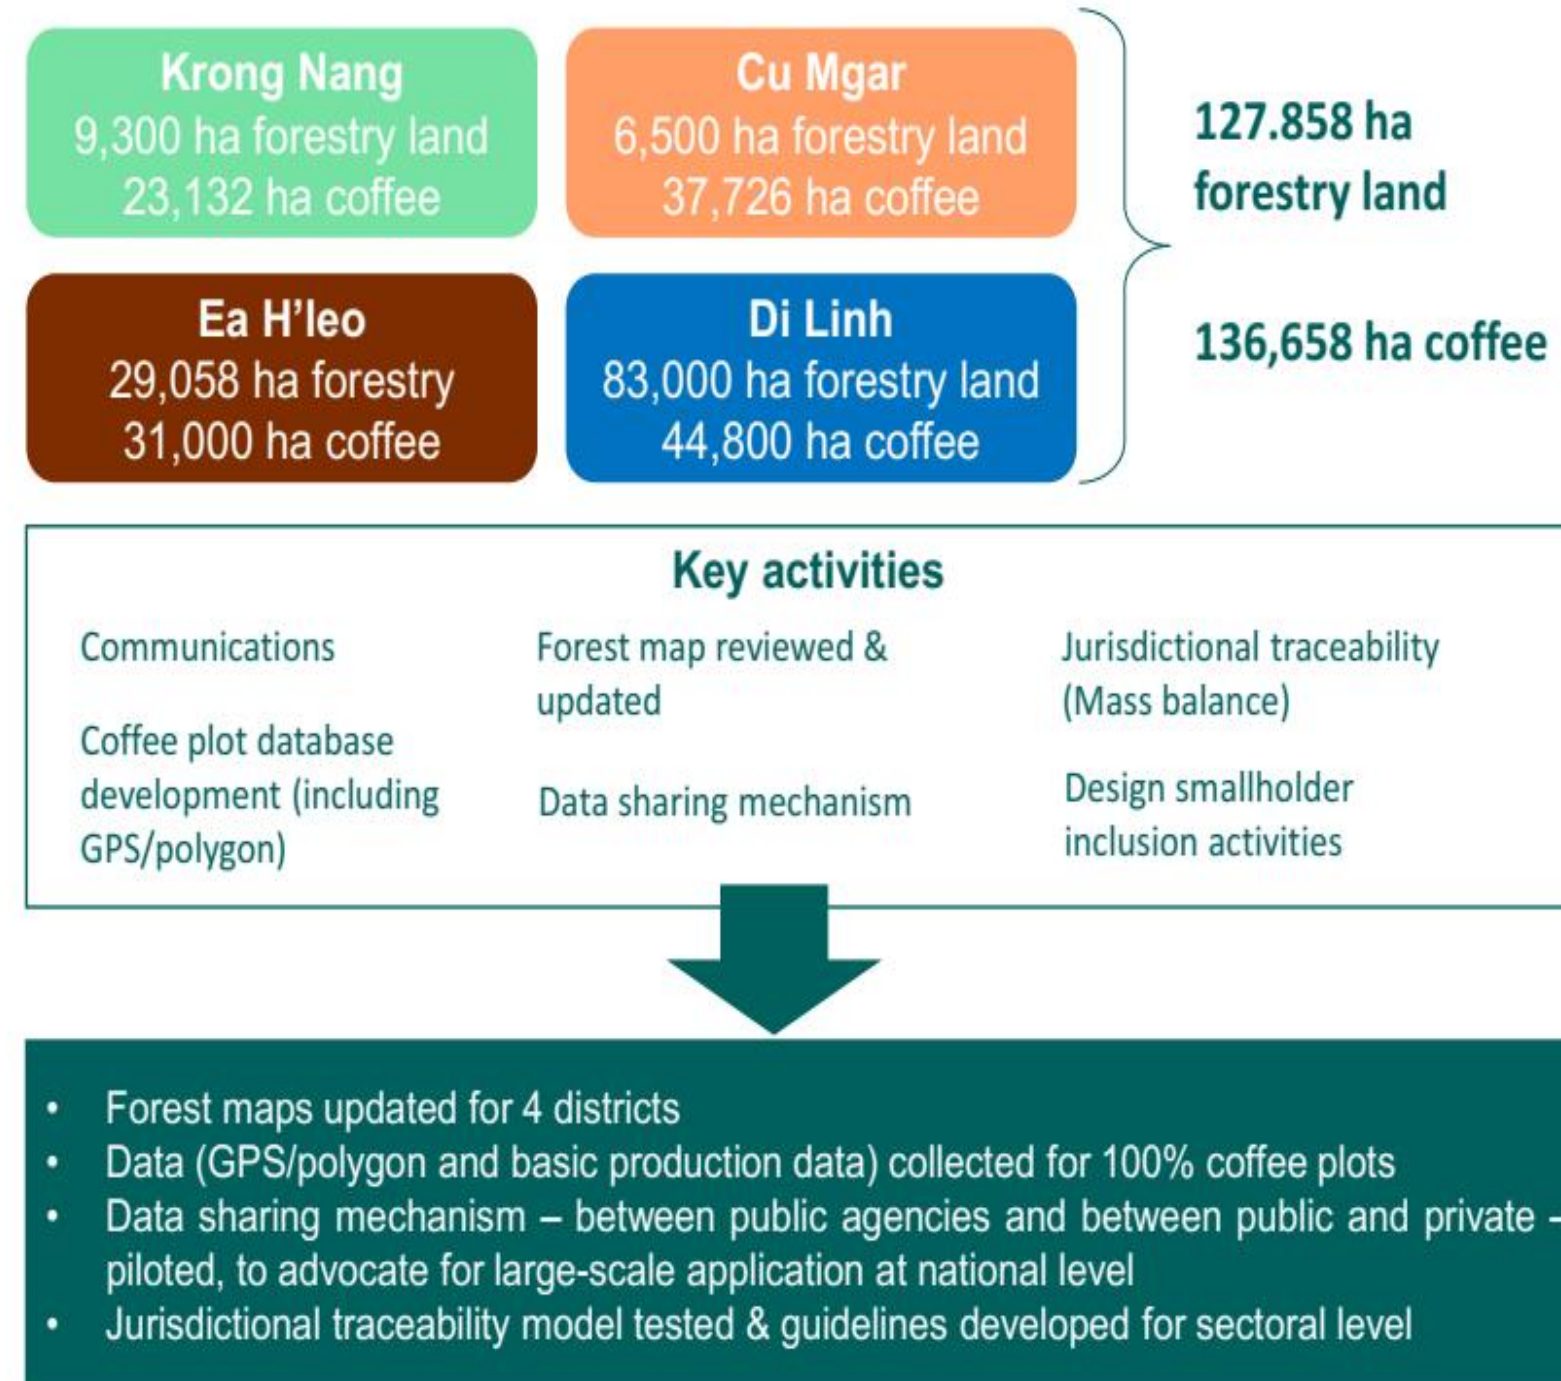 Krong Nang
9,300 ha forestry land
23,132 ha coffee
Cu Mgar
6,500 ha forestry land
37,726 ha coffee
Ea H’leo
29,058 ha forestry
31,000 ha coffee
Di Linh
83,000 ha forestry land
44,800 ha coffee
127.858 ha
forestry land
136,658 ha coffee
Key activities
Communications
Coffee plot database
development (including
GPS/polygon)
Forest map reviewed &
updated
Data sharing mechanism
Jurisdictional traceability
(Mass balance)
Design smallholder
inclusion activities
• Forest maps updated for 4 districts
• Data (GPS/polygon and basic production data) collected for 100% coffee plots
• Data sharing mechanism – between public agencies and between public and private –
piloted, to advocate for large-scale application at national level
• Jurisdictional traceability model tested & guidelines developed for sectoral level